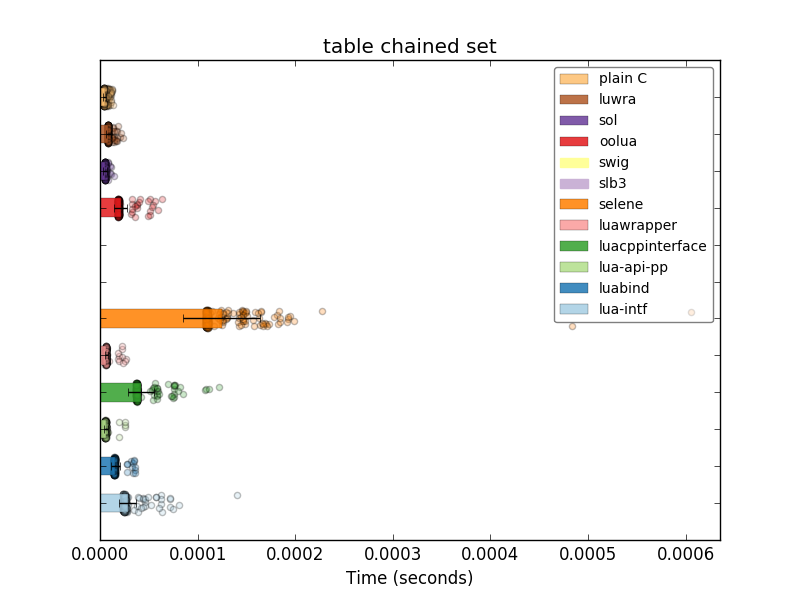 table chained set
plain C
luwra
sol
oolua
swig
slb3
selene
luawrapper
luacppinterface
lua-api-pp
luabind
lua-intf
0.0000 0.0001 0.0002 0.0003 0.0004 0.0005 0.0006
Time (seconds)